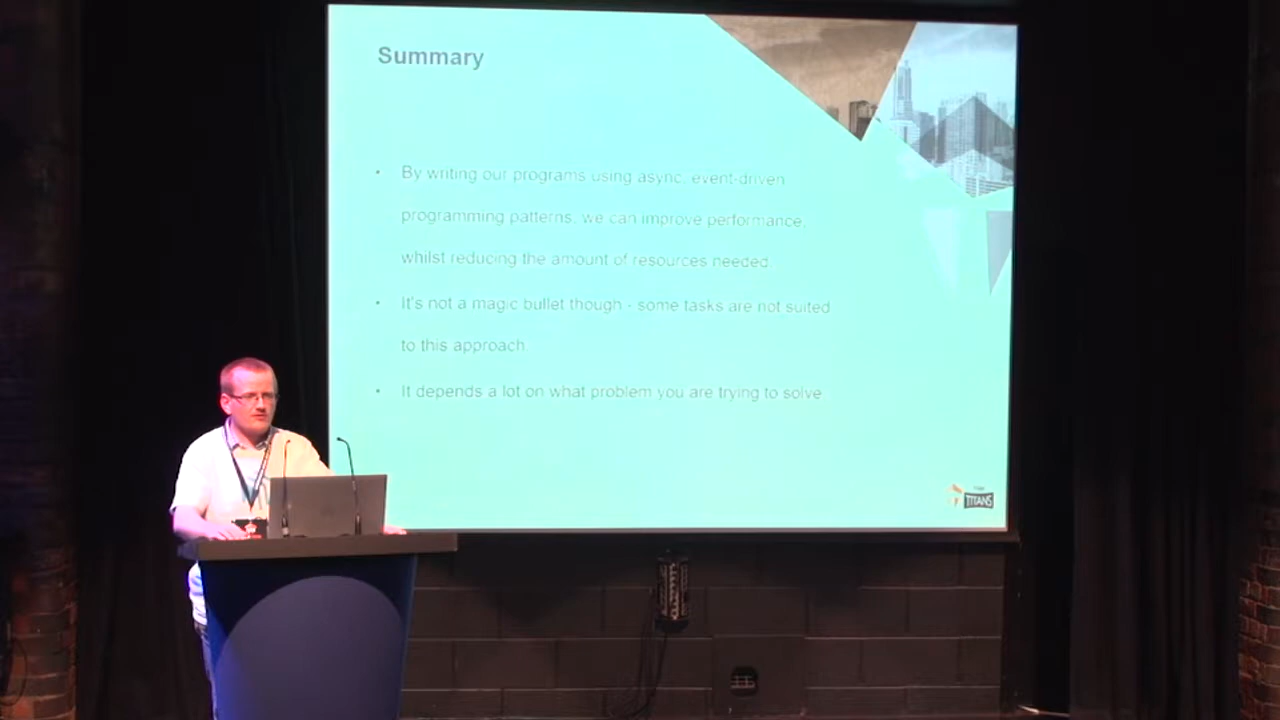 Summary
• By writing our programs using async, event-driven
programming patterns, we can improve performance,
whilst reducing the amount of resources needed.
• It's not a magic bullet though - some tasks are not suited
to this approach.
• It depends a lot on what problem you are trying to solve
TITANS